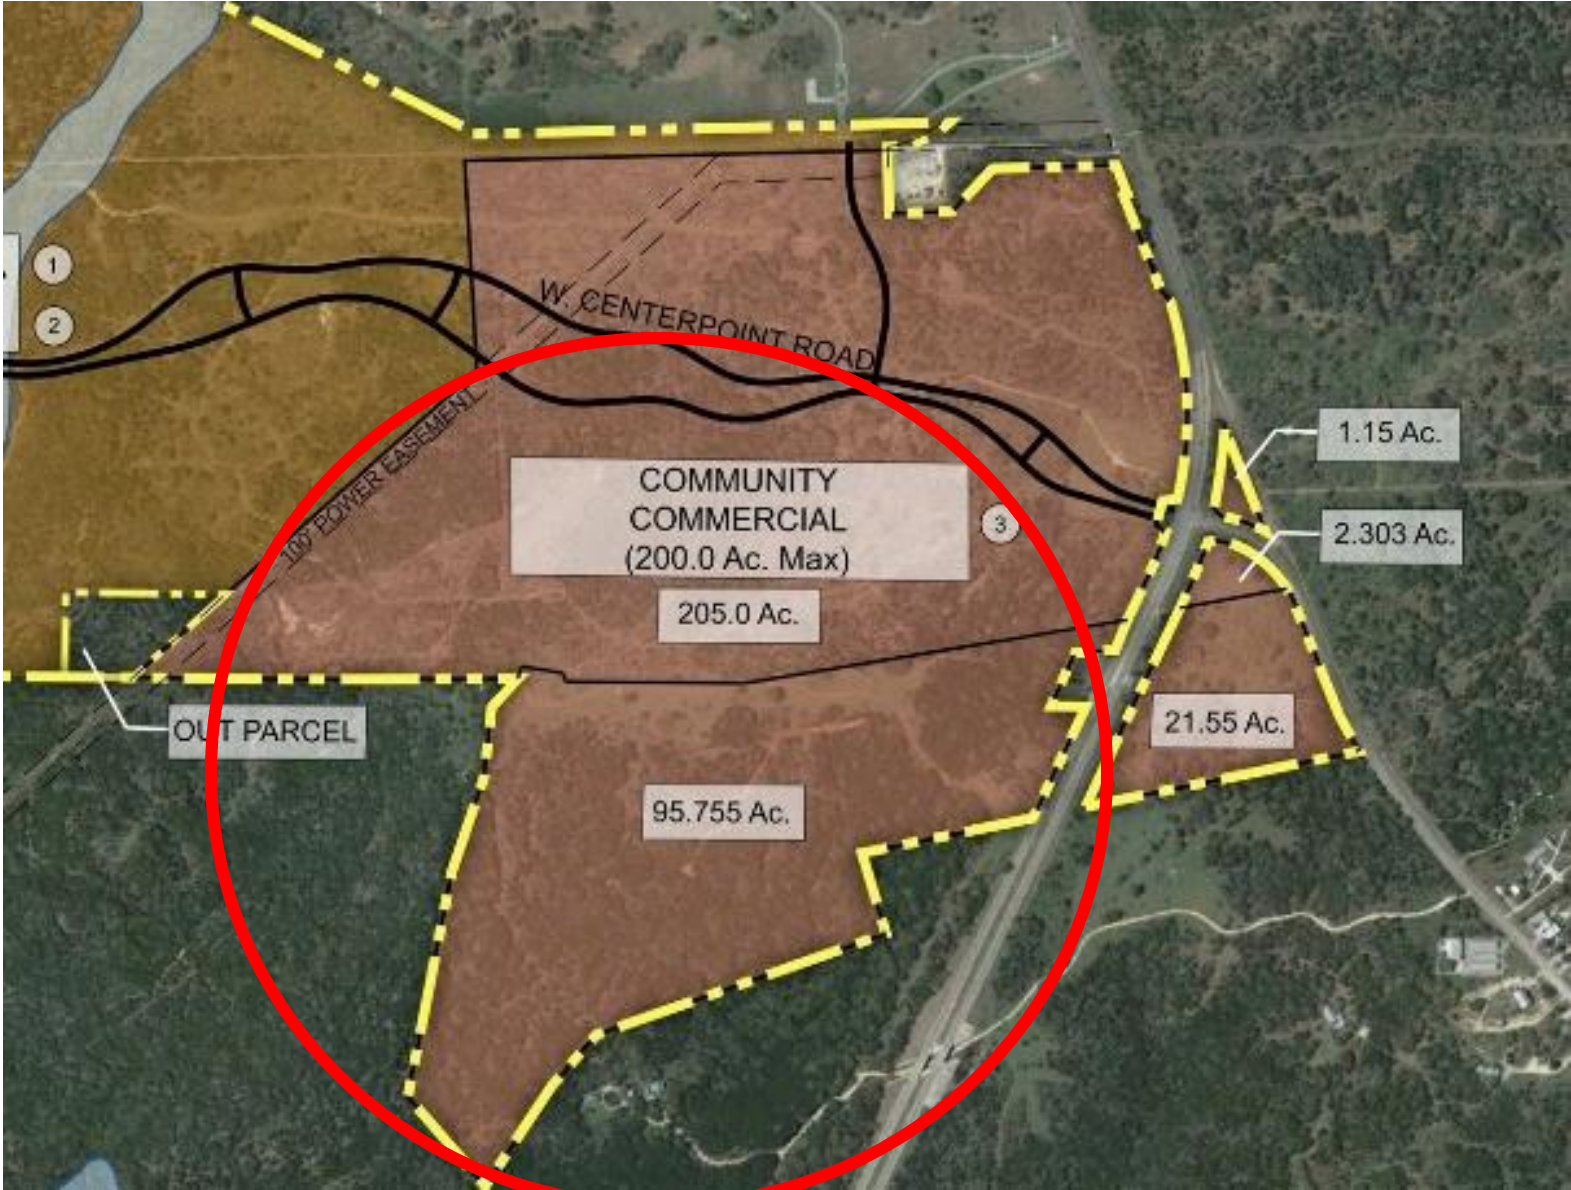 1
2
W. CENTERPOINT ROAD
100' POWER EASEMENT
COMMUNITY
COMMERCIAL
(200.0 Ac. Max)
3
205.0 Ac.
1.15 Ac.
2.303 Ac.
OUT PARCEL
21.55 Ac.
95.755 Ac.